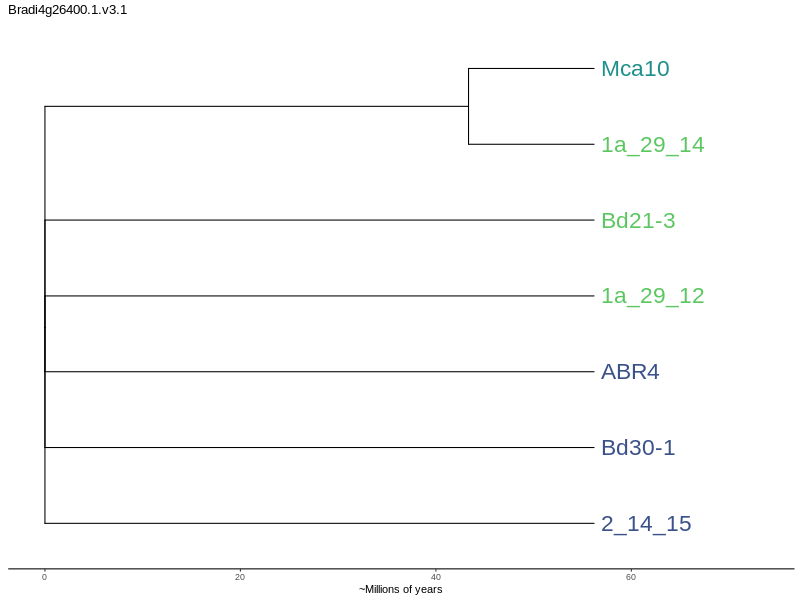 Bradi4g26400.1.v3.1
Mca10
1a_29_14
Bd21-3
1a_29_12
ABR4
Bd30-1
2_14_15
0 20 40 60
~Millions of years